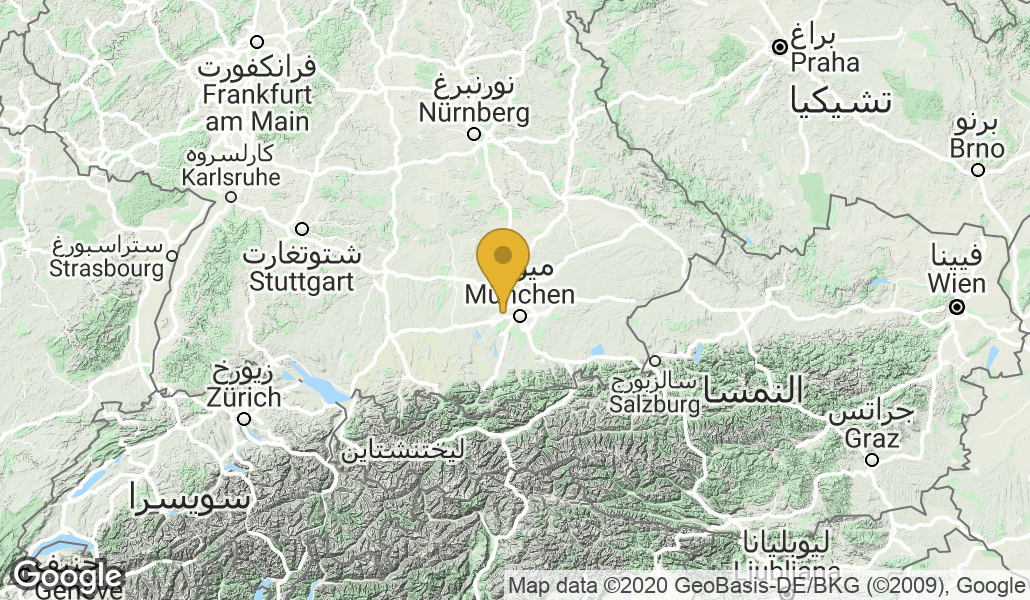 براغ
Praha
تشيكيا
فرانكفورت
Frankfurt
am Main
نورنبرغ
Nürnberg
برنو
Brno
كارلسروه
Karlsruhe
ستراسبورغ
Strasbourg
شتوتغارت
Stuttgart
München
فيينا
Wien
زيورخ
Zürich
سالزبورج
Salzburg
النمسا
جراتس
Graz
ليختنشتاين
سويسرا
ليوبليانا
Ljubljana
Genève
Google
Map data ©2020 GeoBasis-DE/BKG (©2009), Google